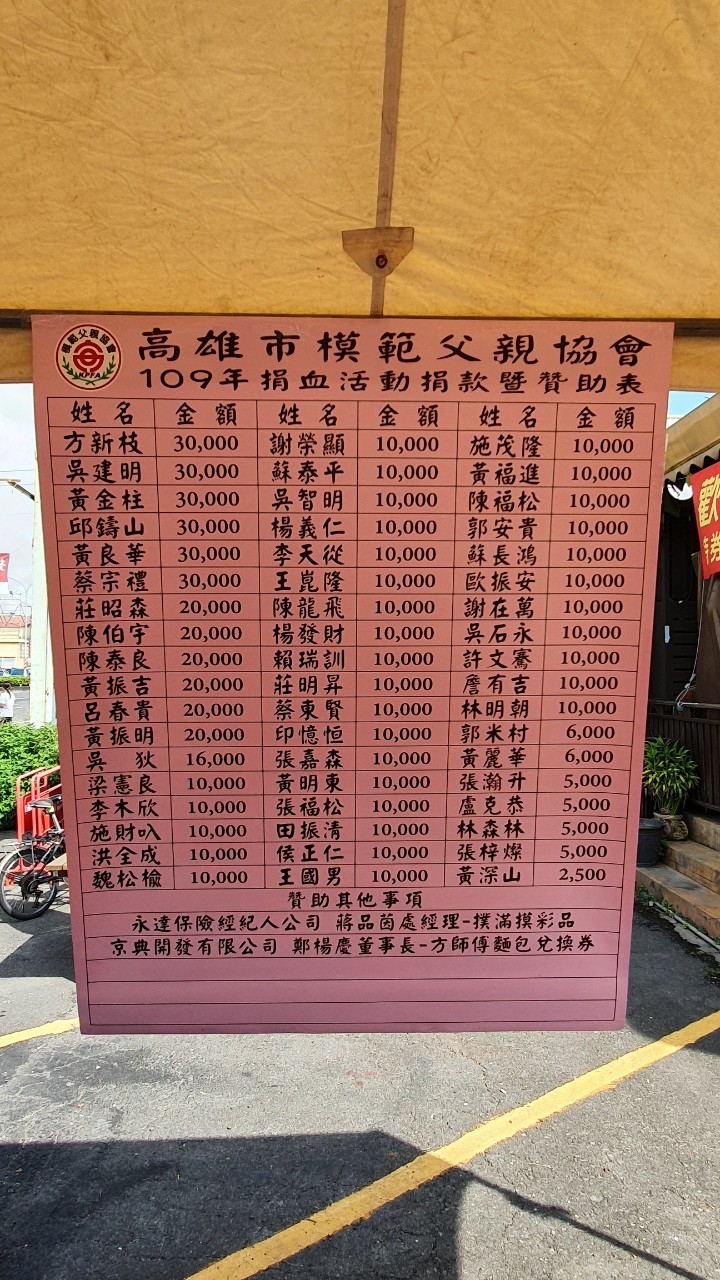 模範父親協會
KPFA
高雄市模範父親協會
109年捐血活動捐款暨贊助表
姓名 金額 姓名 金額 姓名 金額
方新枝 30,000 謝榮顯 10,000 施茂隆 10,000
吳建明 30,000 蘇泰平 10,000 黃福進 10,000
黃金柱 30,000 吳智明 10,000 陳福松 10,000
邱鑄山 30,000 楊義仁 10,000 郭安貴 10,000
黃良華 30,000 李天從 10,000 蘇長鴻 10,000
蔡宗禮 30,000 王崑隆 10,000 歐振安 10,000
莊昭森 20,000 陳龍飛 10,000 謝在萬 10,000
陳伯宇 20,000 楊發財 10,000 吳石永 10,000
陳泰良 20,000 賴瑞訓 10,000 許文騫 10,000
黃振吉 20,000 莊明昇 10,000 詹有吉 10,000
呂春貴 20,000 蔡東賢 10,000 林明朝 10,000
黃振明 20,000 印憶恒 10,000 郭米村 6,000
吳狄 16,000 張嘉森 10,000 黃麗華 6,000
梁憲良 10,000 黃明東 10,000 張瀚升 5,000
李木欣 10,000 張福松 10,000 盧克恭 5,000
施財叺 10,000 田振清 10,000 林森林 5,000
洪全成 10,000 侯正仁 10,000 張梓燦 5,000
魏松檢 10,000 王國男 10,000 黃深山 2,500
贊助其他事項
永達保險經紀人公司 蔣品茵處經理-撲滿摸彩品
京典開發有限公司 鄭楊慶董事長-方師傅麵包兌換券
歡
券